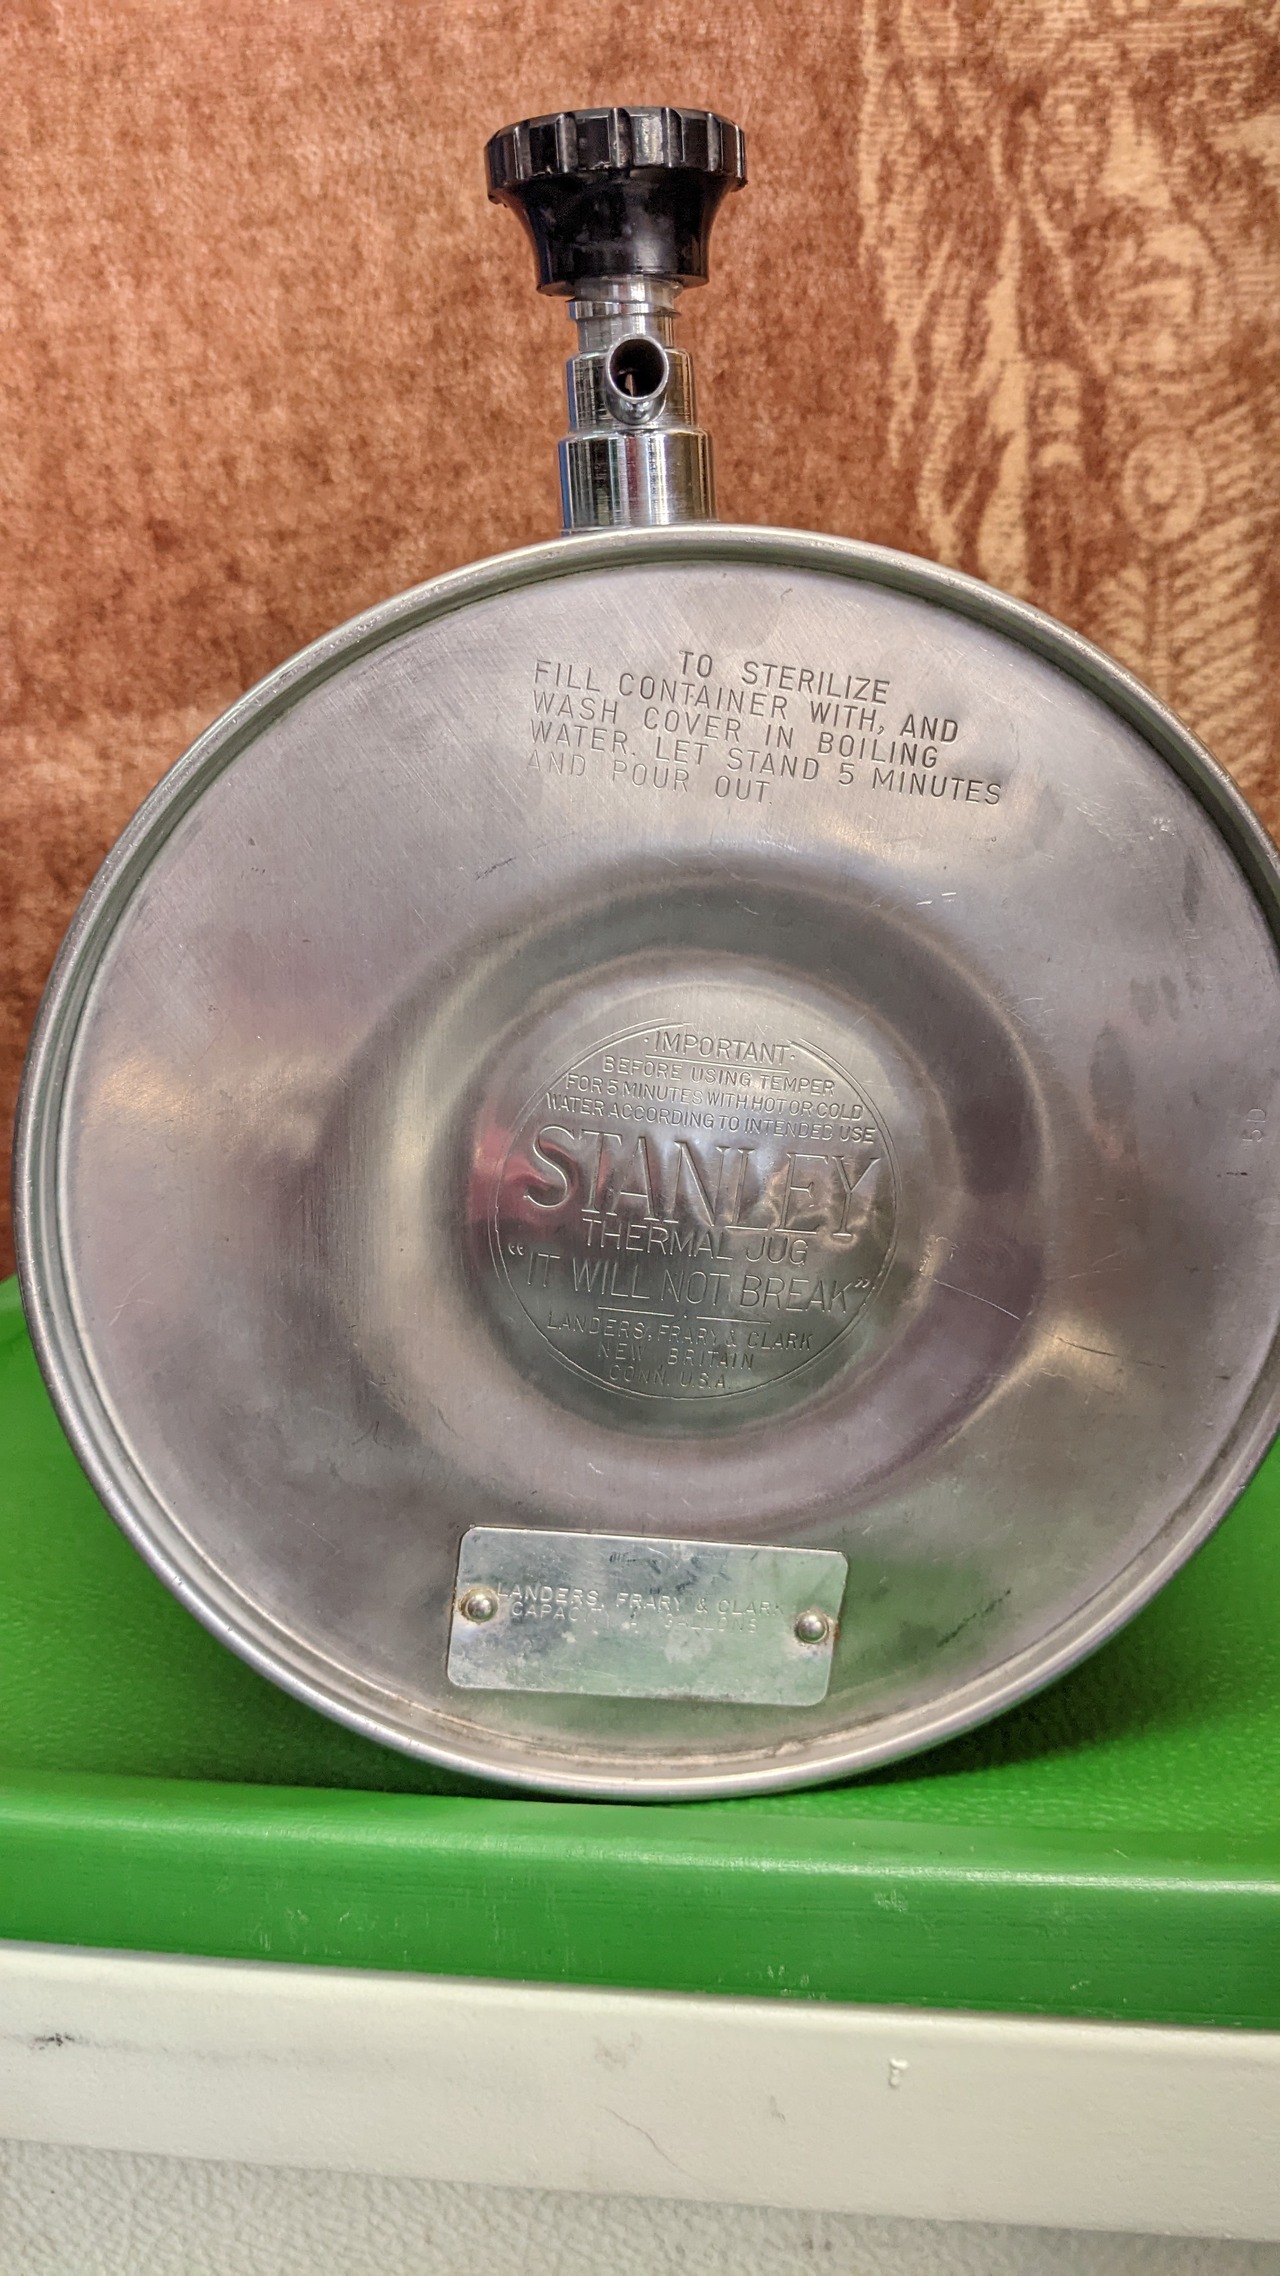 TO STERILIZE
FILL CONTAINER WITH, AND
WASH COVER IN BOILING
WATER. LET STAND 5 MINUTES
AND POUR OUT.
·IMPORTANT·
BEFORE USING TEMPER
FOR 5 MINUTES WITH HOT OR COLD
WATER ACCORDING TO INTENDED USE
STANLEY
THERMAL JUG
"IT WILL NOT BREAK"
LANDERS, FRARY & CLARK
NEW BRITAIN
CONN. U.S.A.
LANDERS, FRARY & CLARK
CAPACITY GALLONS